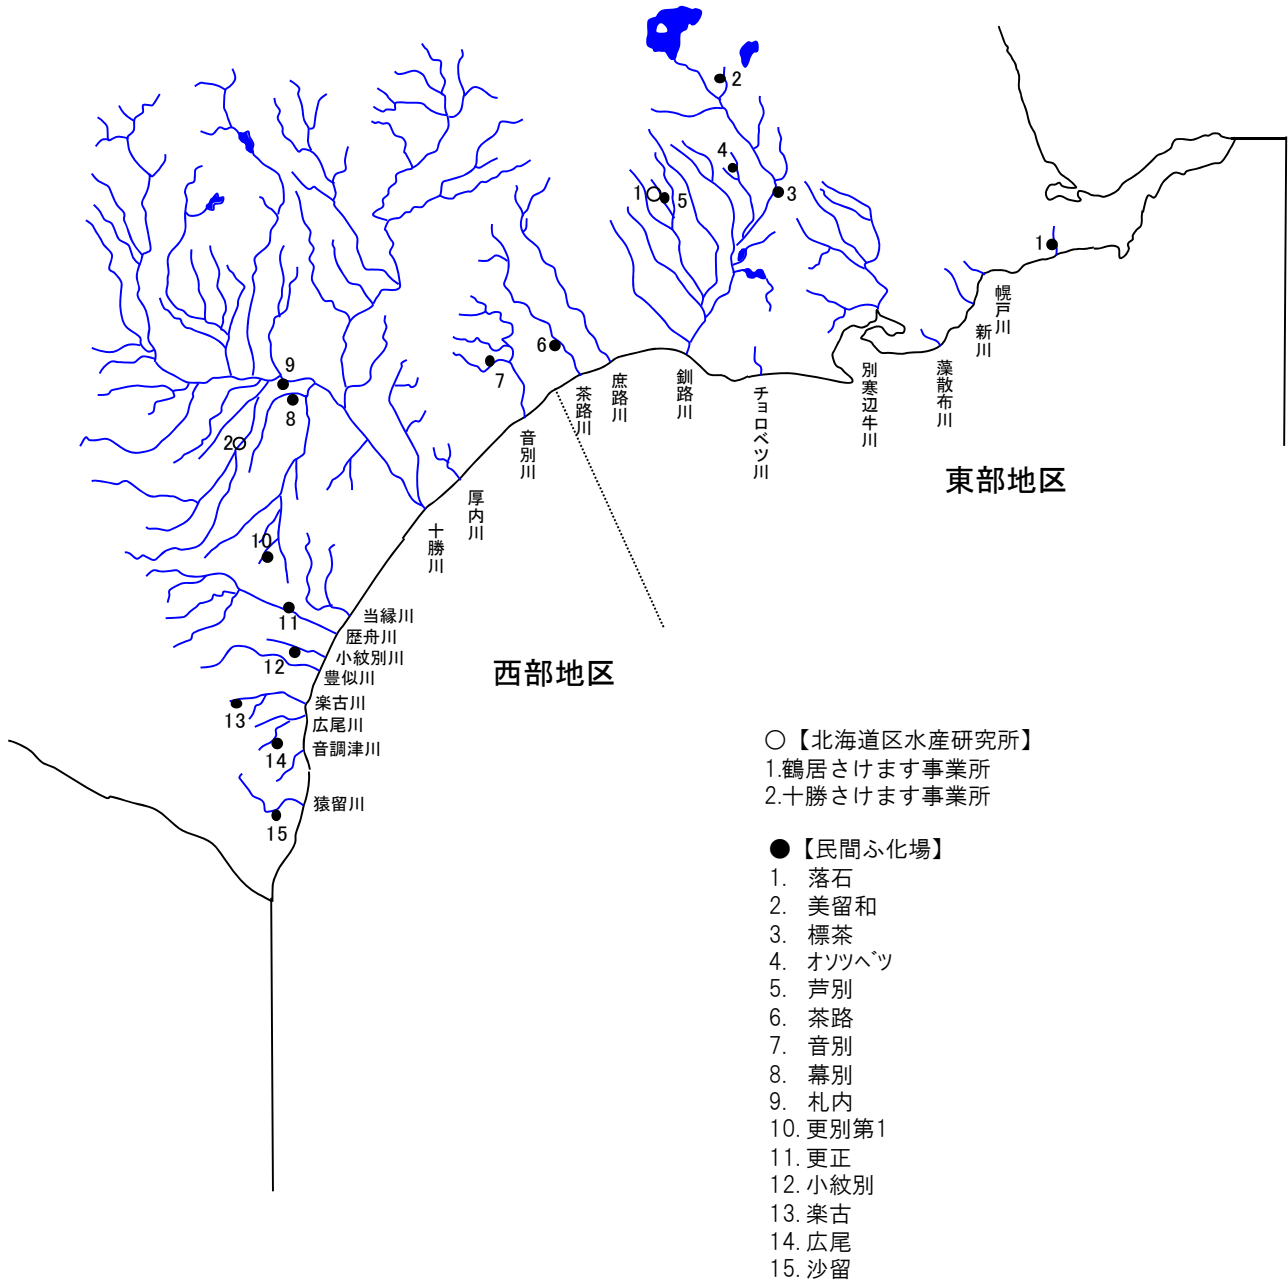 2
4
1
5
3
1
幌戸川
新川
藻散布川
別寒辺牛川
チョロベツ川
釧路川
庶路川
茶路川
音別川
厚内川
十勝川
6
7
9
8
2
10
11
12
13
14
15
当縁川
歴舟川
小紋別川
豊似川
楽古川
広尾川
音調津川
猿留川
東部地区
西部地区
○【北海道区水産研究所】
1.鶴居さけます事業所
2.十勝さけます事業所
●【民間ふ化場】
1. 落石
2. 美留和
3. 標茶
4. オソツベツ
5. 芦別
6. 茶路
7. 音別
8. 幕別
9. 札内
10. 更別第1
11. 更正
12. 小紋別
13. 楽古
14. 広尾
15. 沙留